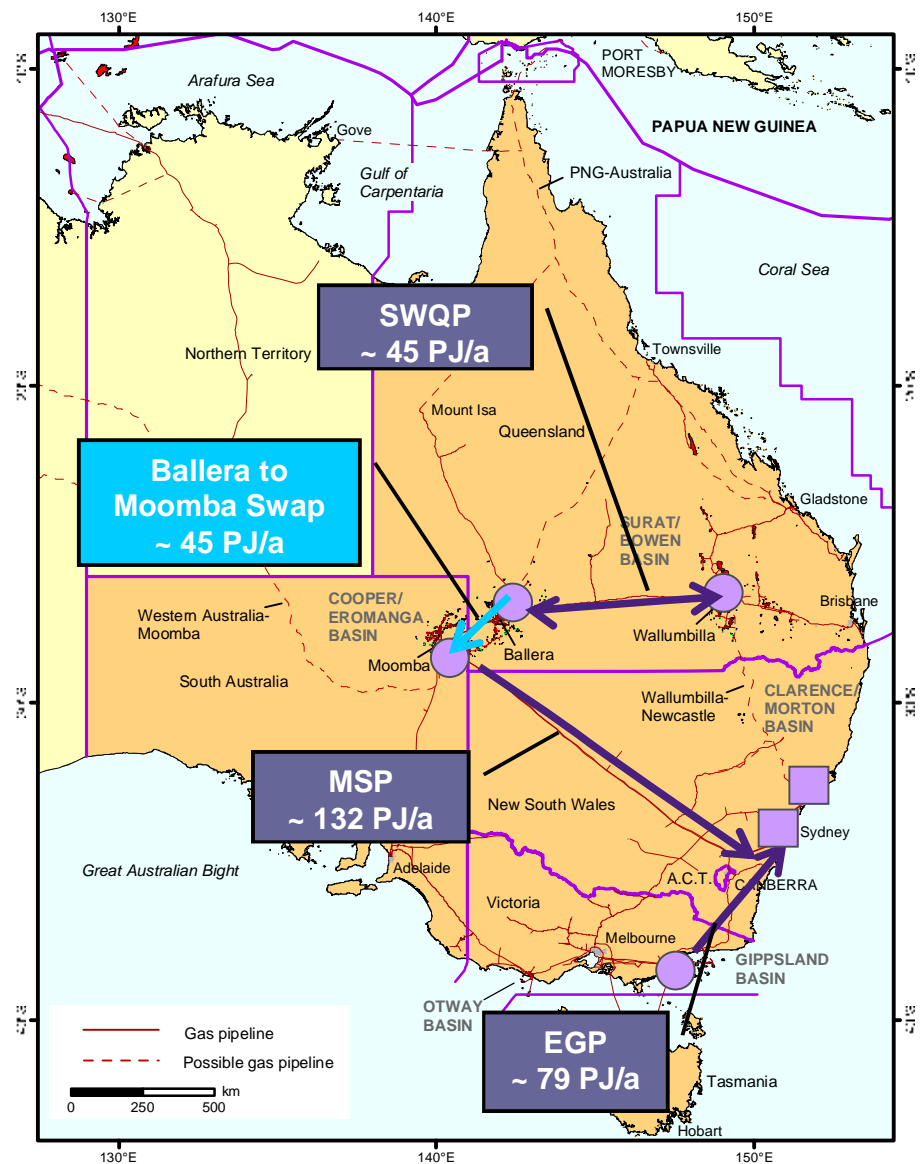 130°E
140°E
150°E
PORT
MORESBY
Arafura Sea
PAPUA NEW GUINEA
Gove
Gulf of
Carpentaria
PNG-Australia
Coral Sea
SWQP
~ 45 PJ/a
Northern Territory
Townsville
Mount Isa
Queensland
Ballera to
Moomba Swap
~ 45 PJ/a
Gladstone
SURAT/
BOWEN
BASIN
COOPER/
EROMANGA
BASIN
Western Australia-
Moomba
Brisbane
Wallumbilla
Ballera
Moomba
South Australia
Wallumbilla-
Newcastle
CLARENCE/
MORTON
BASIN
MSP
~ 132 PJ/a
New South Wales
Sydney
Great Australian Bight
Adelaide
A.C.T.
CANBERRA
Victoria
Melbourne
GIPPSLAND
BASIN
OTWAY
BASIN
Gas pipeline
Possible gas pipeline
km
0
250
500
EGP
~ 79 PJ/a
Tasmania
Hobart
130°E
140°E
150°E